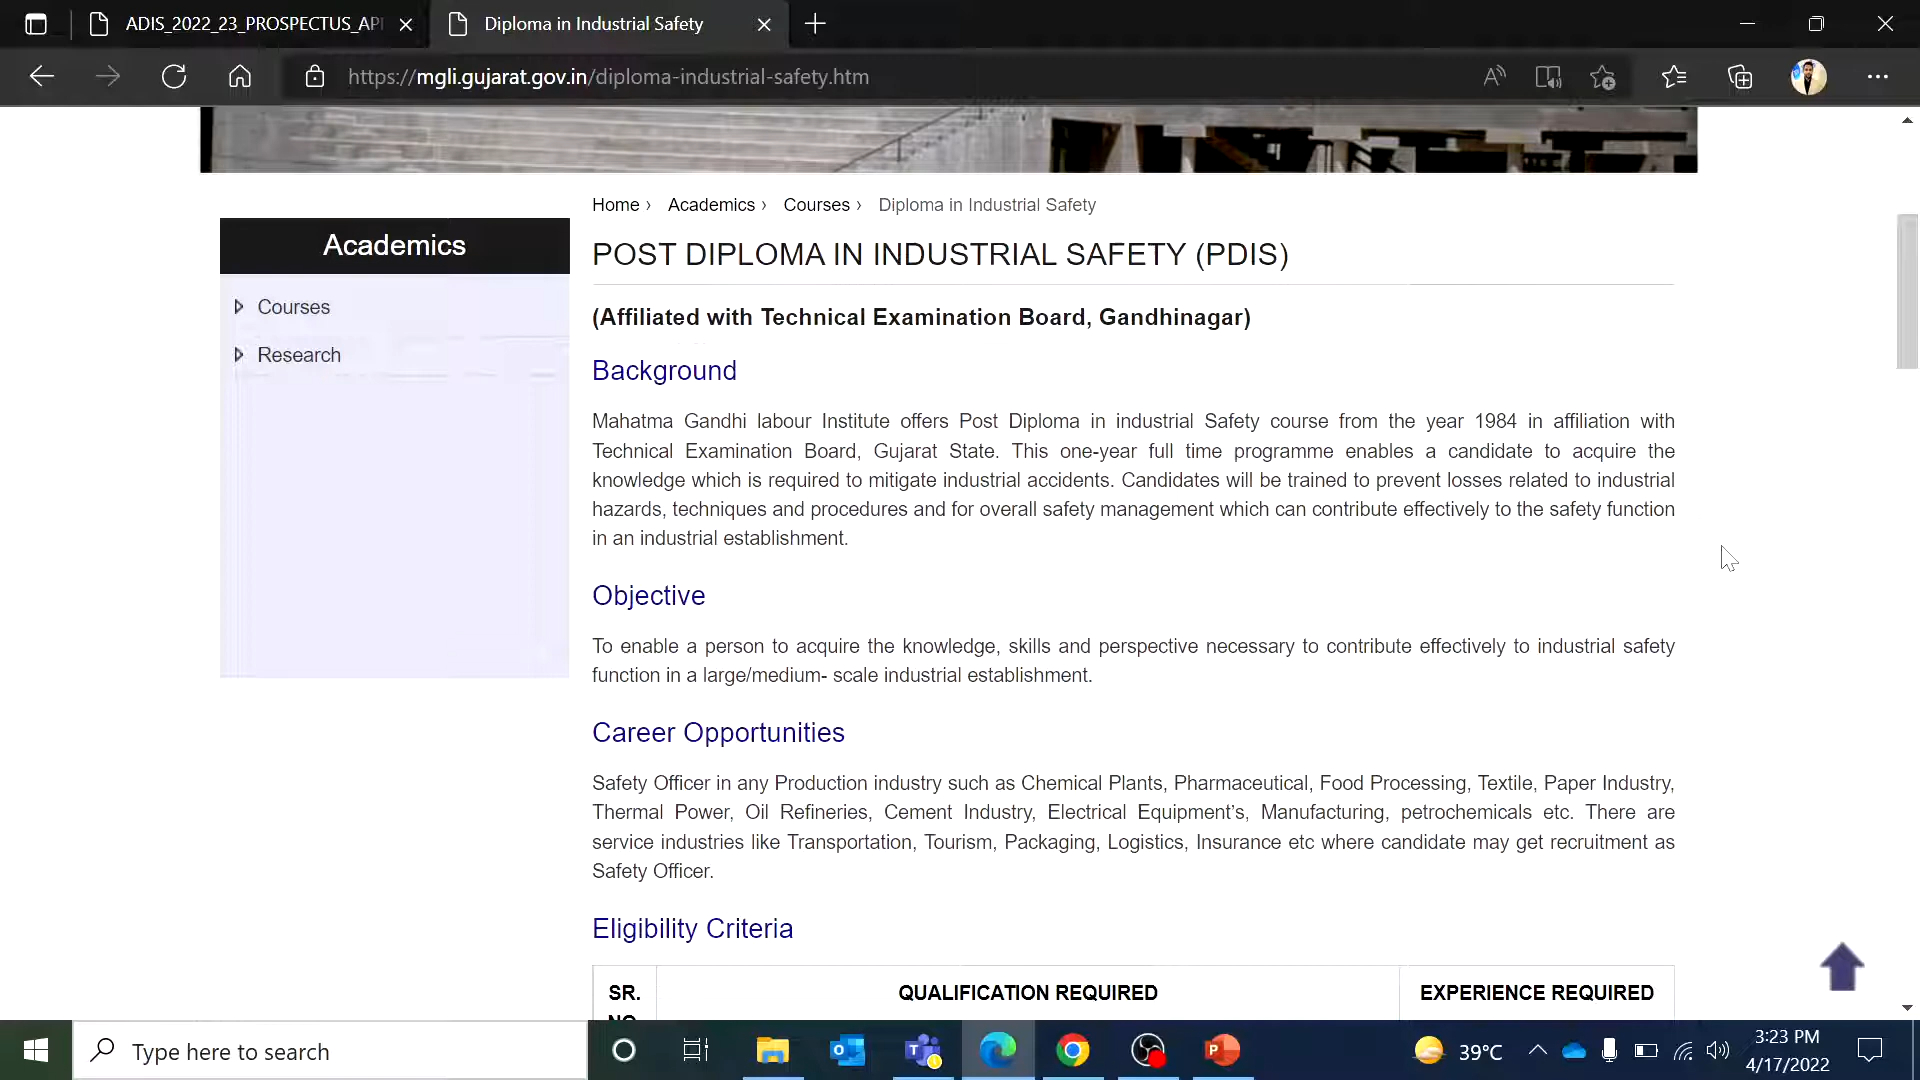 ADIS_2022_23_PROSPECTUS_API
Diploma in Industrial Safety
https://mgli.gujarat.gov.in/diploma-industrial-safety.htm
Home › Academics › Courses › Diploma in Industrial Safety
Academics
Courses
Research
POST DIPLOMA IN INDUSTRIAL SAFETY (PDIS)
(Affiliated with Technical Examination Board, Gandhinagar)
Background
Mahatma Gandhi labour Institute offers Post Diploma in industrial Safety course from the year 1984 in affiliation with
Technical Examination Board, Gujarat State. This one-year full time programme enables a candidate to acquire the
knowledge which is required to mitigate industrial accidents. Candidates will be trained to prevent losses related to industrial
hazards, techniques and procedures and for overall safety management which can contribute effectively to the safety function
in an industrial establishment.
Objective
To enable a person to acquire the knowledge, skills and perspective necessary to contribute effectively to industrial safety
function in a large/medium- scale industrial establishment.
Career Opportunities
Safety Officer in any Production industry such as Chemical Plants, Pharmaceutical, Food Processing, Textile, Paper Industry,
Thermal Power, Oil Refineries, Cement Industry, Electrical Equipment’s, Manufacturing, petrochemicals etc. There are
service industries like Transportation, Tourism, Packaging, Logistics, Insurance etc where candidate may get recruitment as
Safety Officer.
Eligibility Criteria
SR. QUALIFICATION REQUIRED EXPERIENCE REQUIRED
NO.
Type here to search
39°C
3:23 PM
4/17/2022